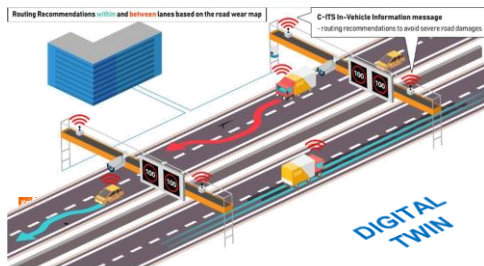 Routing Recommendations within and between lanes based on the road wear map
C-ITS In-Vehicle Information message
- routing recommendations to avoid severe road damages
100 100
100 100
DIGITAL
TWIN